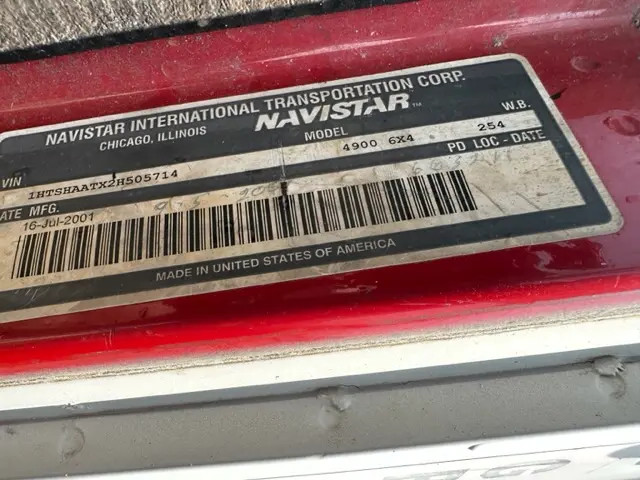 NAVISTAR INTERNATIONAL TRANSPORTATION CORP.
CHICAGO, ILLINOIS NAVISTAR™
VIN MODEL W.B.
1HTSHAATX2H505714 4900 6X4 254
DATE MFG. PD LOC - DATE
16-Jul-2001
MADE IN UNITED STATES OF AMERICA